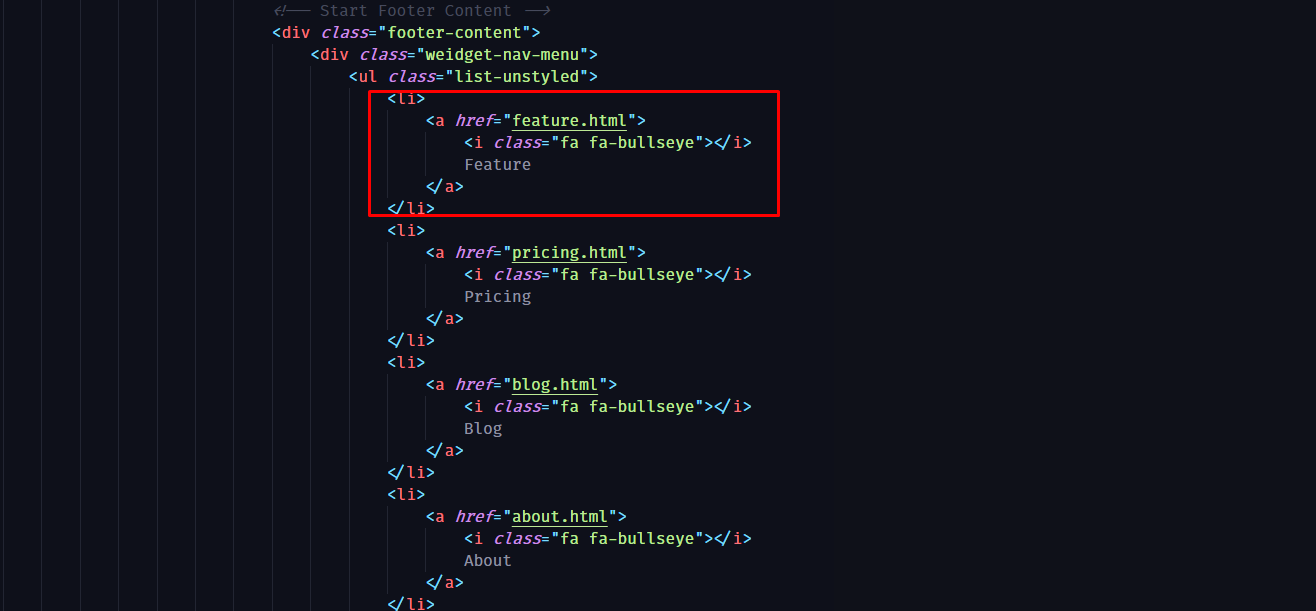 <!-- Start Footer Content -->
<div class="footer-content">
<div class="weidget-nav-menu">
<ul class="list-unstyled">
<li>
<a href="feature.html">
<i class="fa fa-bullseye"></i>
Feature
</a>
</li>
<li>
<a href="pricing.html">
<i class="fa fa-bullseye"></i>
Pricing
</a>
</li>
<li>
<a href="blog.html">
<i class="fa fa-bullseye"></i>
Blog
</a>
</li>
<li>
<a href="about.html">
<i class="fa fa-bullseye"></i>
About
</a>
</li>